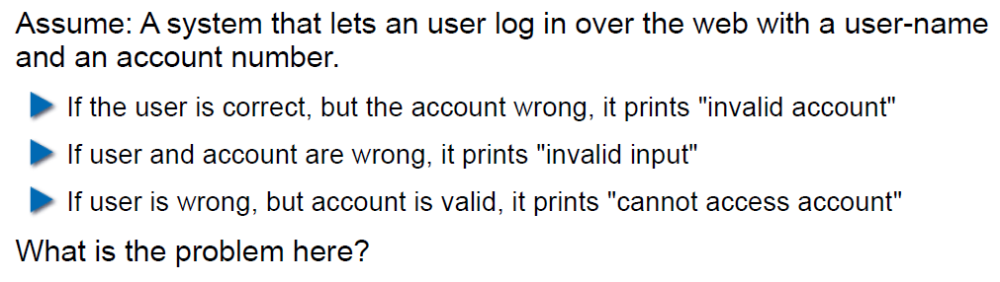 Assume: A system that lets an user log in over the web with a user-name
and an account number.
If the user is correct, but the account wrong, it prints "invalid account"
If user and account are wrong, it prints "invalid input"
If user is wrong, but account is valid, it prints "cannot access account"
What is the problem here?